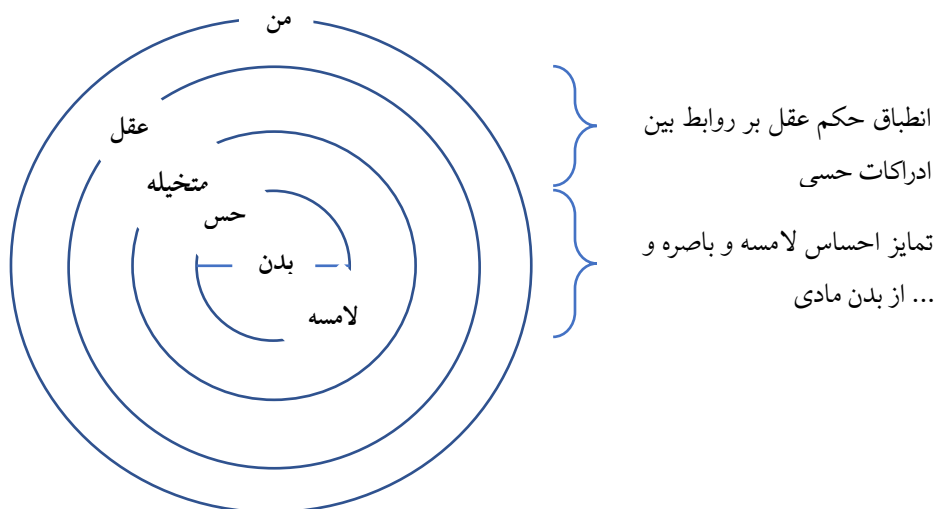 من
عقل
متخیله
حس
بدن
لامسه
انطباق حکم عقل بر روابط بین
ادراکات حسی
تمایز احساس لامسه و باصره و
... از بدن مادی